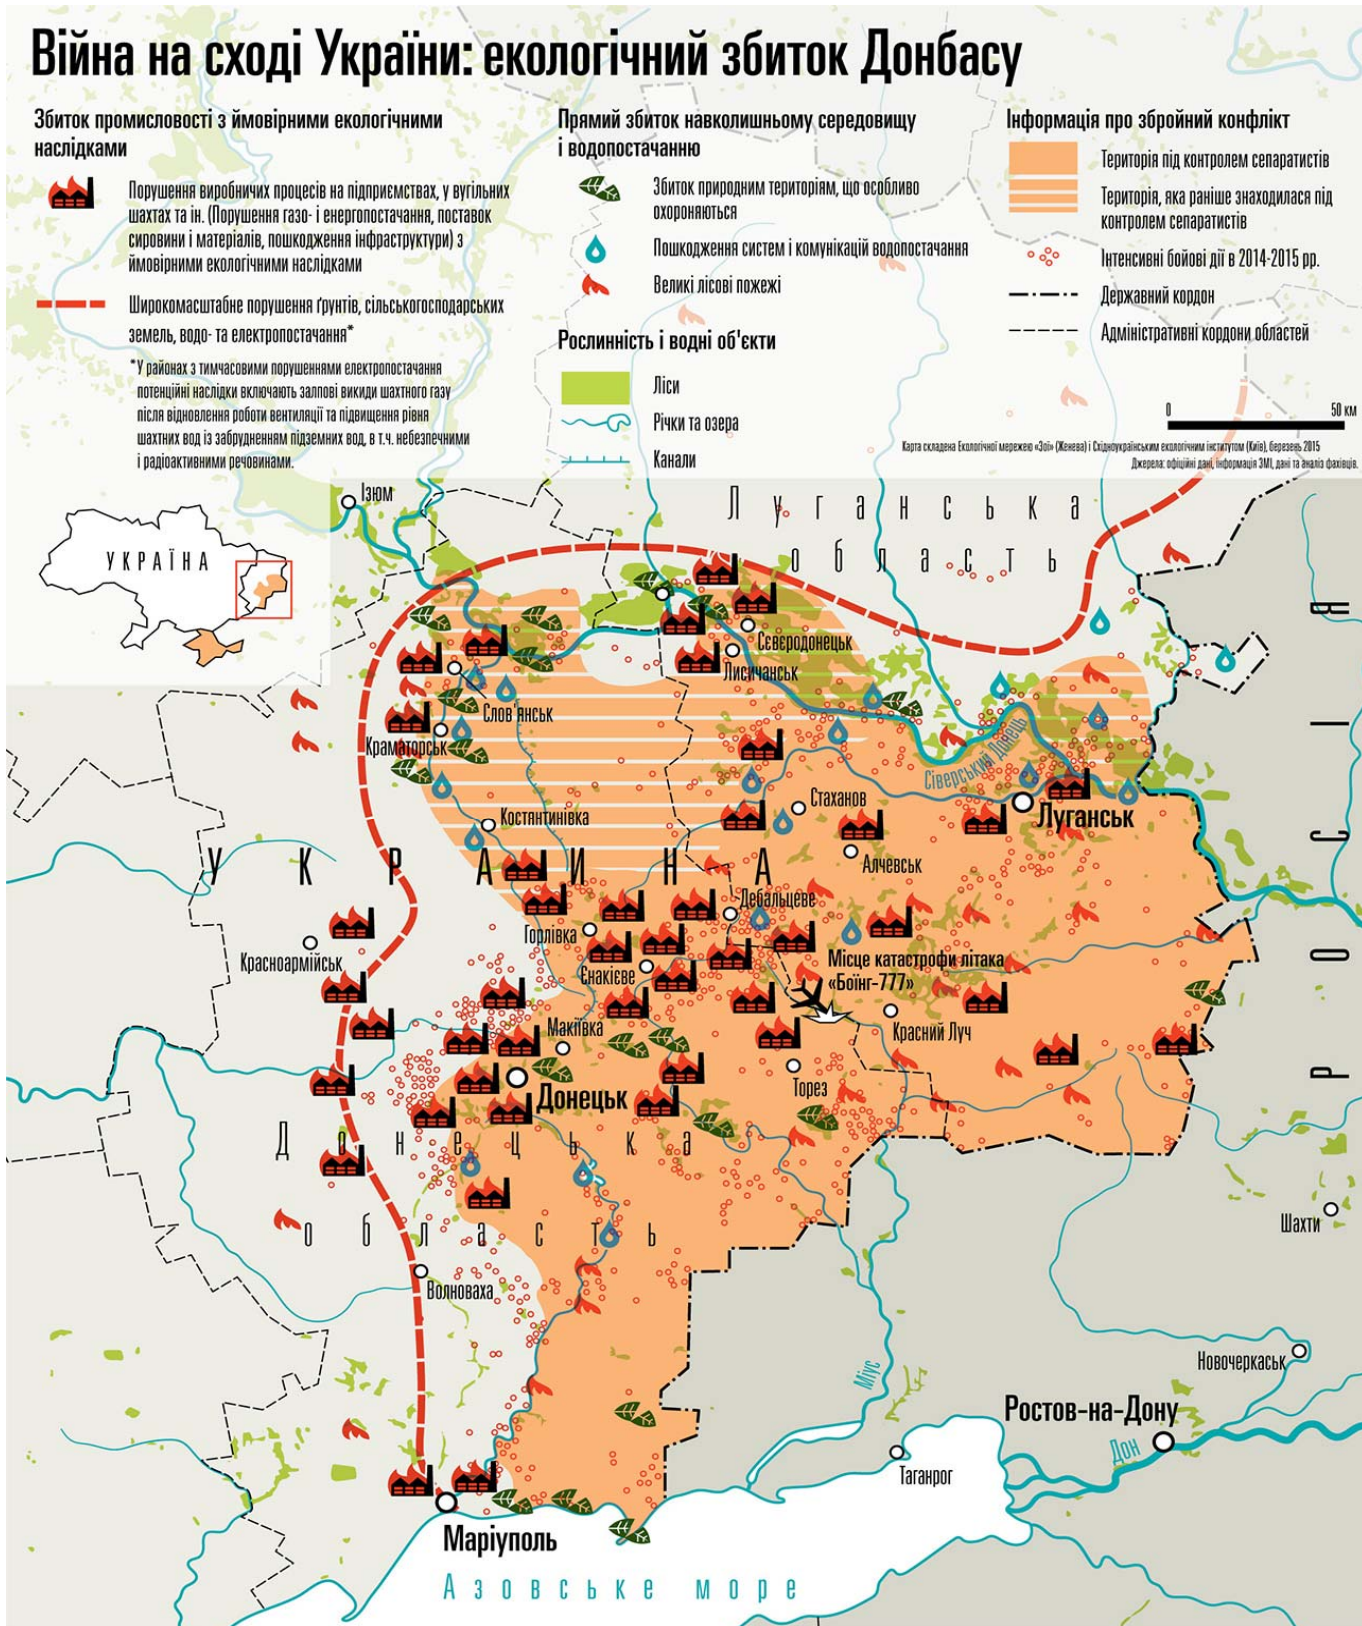 Війна на сході України: екологічний збиток Донбасу
Збиток промисловості з ймовірними екологічними
наслідками
Порушення виробничих процесів на підприємствах, у вугільних
шахтах та ін. (Порушення газо- і енергопостачання, поставок
сировини і матеріалів, пошкодження інфраструктури) з
ймовірними екологічними наслідками
Широкомасштабне порушення ґрунтів, сільськогосподарських
земель, водо- та електропостачання*
*У районах з тимчасовими порушеннями електропостачання
потенційні наслідки включають залпові викиди шахтного газу
після відновлення роботи вентиляції та підвищення рівня
шахтних вод із забрудненням підземних вод, в т.ч. небезпечними
і радіоактивними речовинами.
Прямий збиток навколишньому середовищу
і водопостачанню
Збиток природним територіям, що особливо
охороняються
Пошкодження систем і комунікацій водопостачання
Великі лісові пожежі
Рослинність і водні об'єкти
Ліси
Річки та озера
Канали
Інформація про збройний конфлікт
Територія під контролем сепаратистів
Територія, яка раніше знаходилася під
контролем сепаратистів
Інтенсивні бойові дії в 2014-2015 рр.
Державний кордон
Адміністративні кордони областей
0 50 км
Карта складена Екологічної мережею «Зої» (Женева) і Східноукраїнським екологічним інститутом (Київ), березень 2015
Джерела: офіційні дані, інформація ЗМІ, дані та аналіз фахівців.
УКРАЇНА
Ізюм
Луганська
область
Сєвєродонецьк
Лисичанськ
Слов'янськ
Краматорськ
Сіверський Донець
Стаханов
Луганськ
Костянтинівка
Алчевськ
УКРАИНА
РОСІЯ
Дебальцеве
Горлівка
Красноармійськ
Єнакієве
Місце катастрофи літака
«Боїнг-777»
Макіївка
Красний Луч
Торез
Донецьк
Донецька
область
Шахти
Волноваха
Міус
Новочеркаськ
Ростов-на-Дону
Дон
Таганрог
Маріуполь
Азовське море